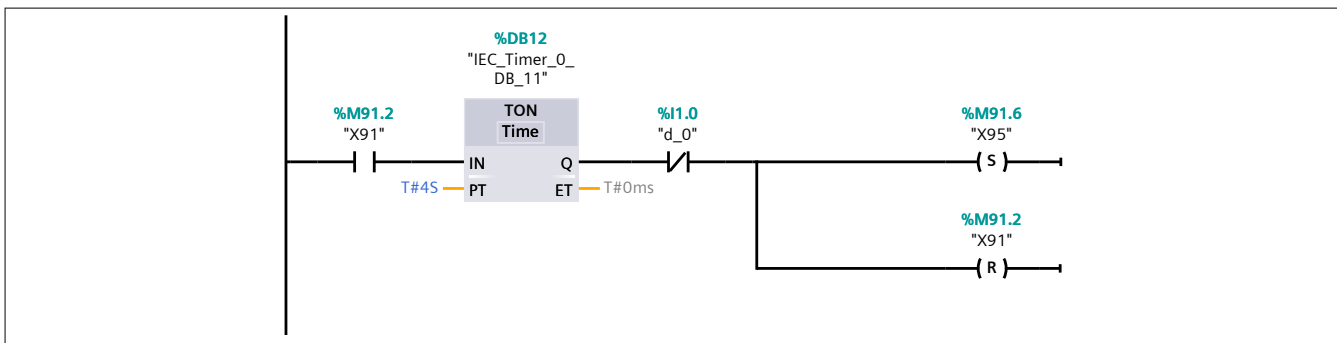 %DB12
"IEC_Timer_0_
DB_11"
%M91.2
"X91"
TON
Time
%I1.0
"d_0"
%M91.6
"X95"
IN
Q
S
T#4S
PT
ET
T#0ms
%M91.2
"X91"
R